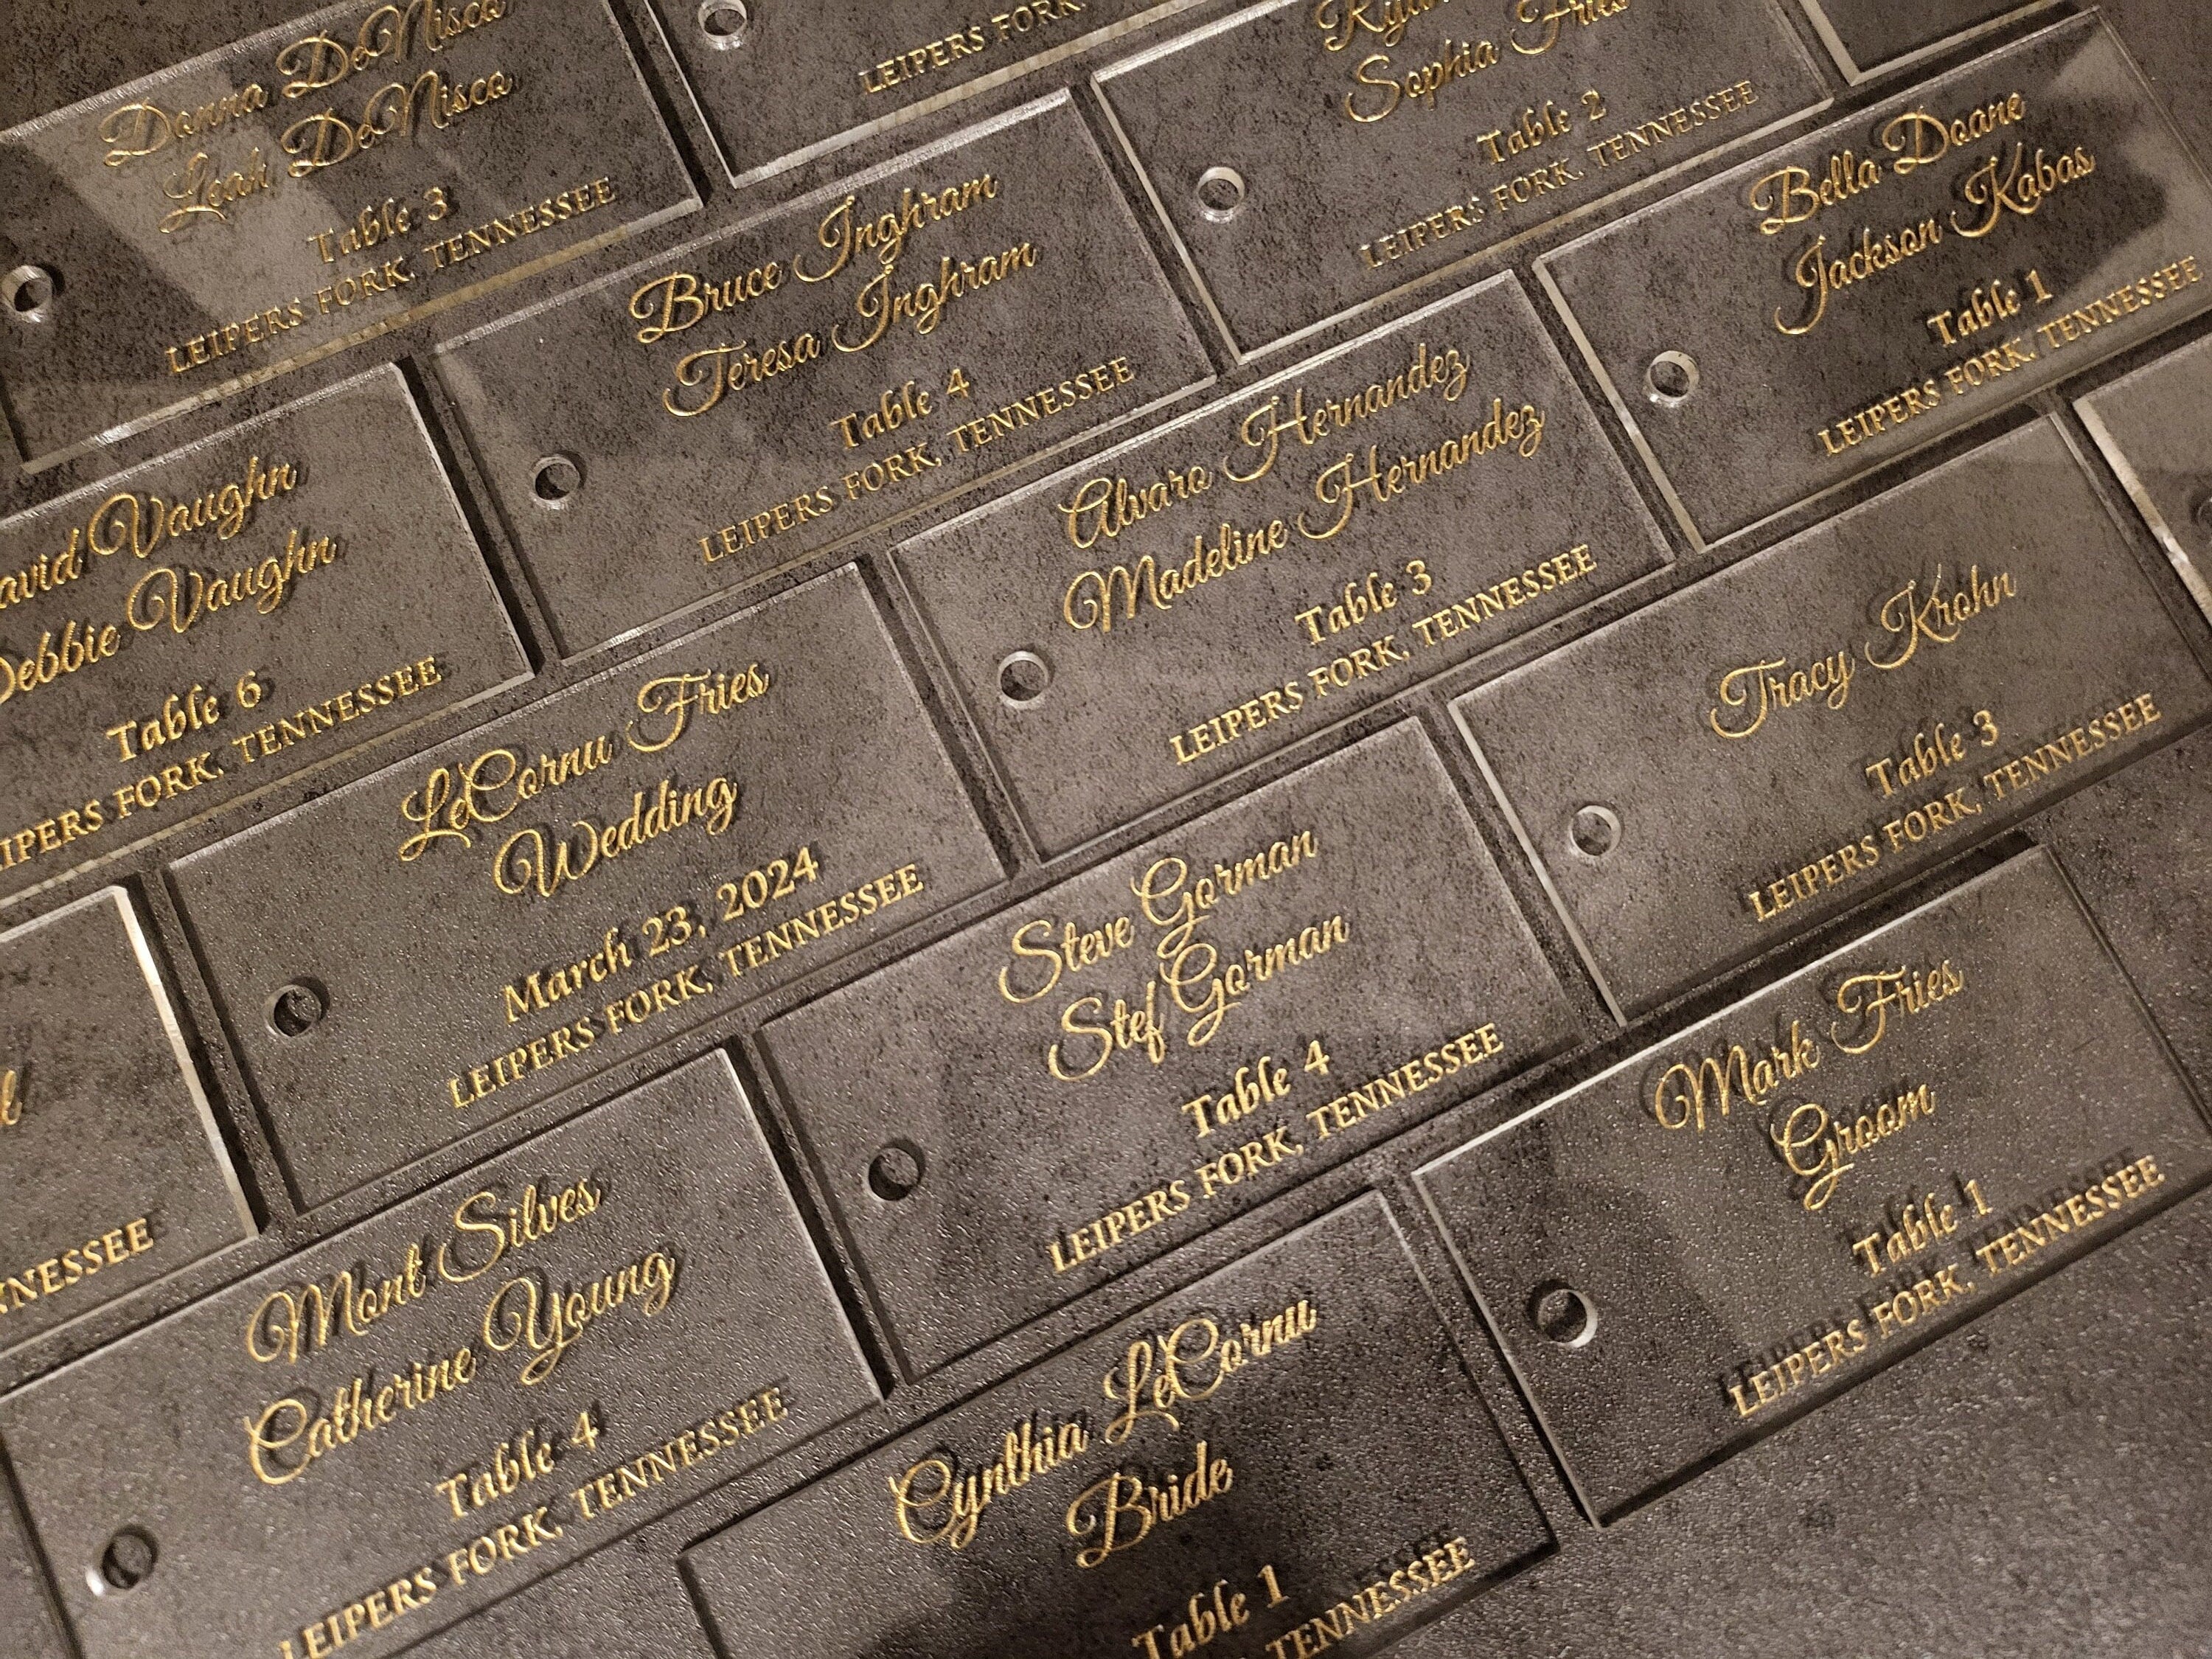 Donna DeNisco
Leah DeNisco
Table 3
LEIPERS FORK, TENNESSEE
LEIPERS FORK,
Sophia Fries
Table 2
LEIPERS FORK, TENNESSEE
Bella Doane
Jackson Kabas
Table 1
LEIPERS FORK, TENNESSEE
Bruce Inghram
Teresa Inghram
Table 4
LEIPERS FORK, TENNESSEE
Alvaro Hernandez
Madeline Hernandez
Table 3
LEIPERS FORK, TENNESSEE
Tracy Krohn
Table 3
LEIPERS FORK, TENNESSEE
avid Vaughn
Debbie Vaughn
Table 6
IPERS FORK, TENNESSEE
LeCornu Fries
Wedding
March 23, 2024
LEIPERS FORK, TENNESSEE
Steve Gorman
Stef Gorman
Table 4
LEIPERS FORK, TENNESSEE
Mark Fries
Groom
Table 1
LEIPERS FORK, TENNESSEE
NNESSEE
Mont Silves
Catherine Young
Table 4
LEIPERS FORK, TENNESSEE
Cynthia LeCornu
Bride
Table 1
TENNESSEE